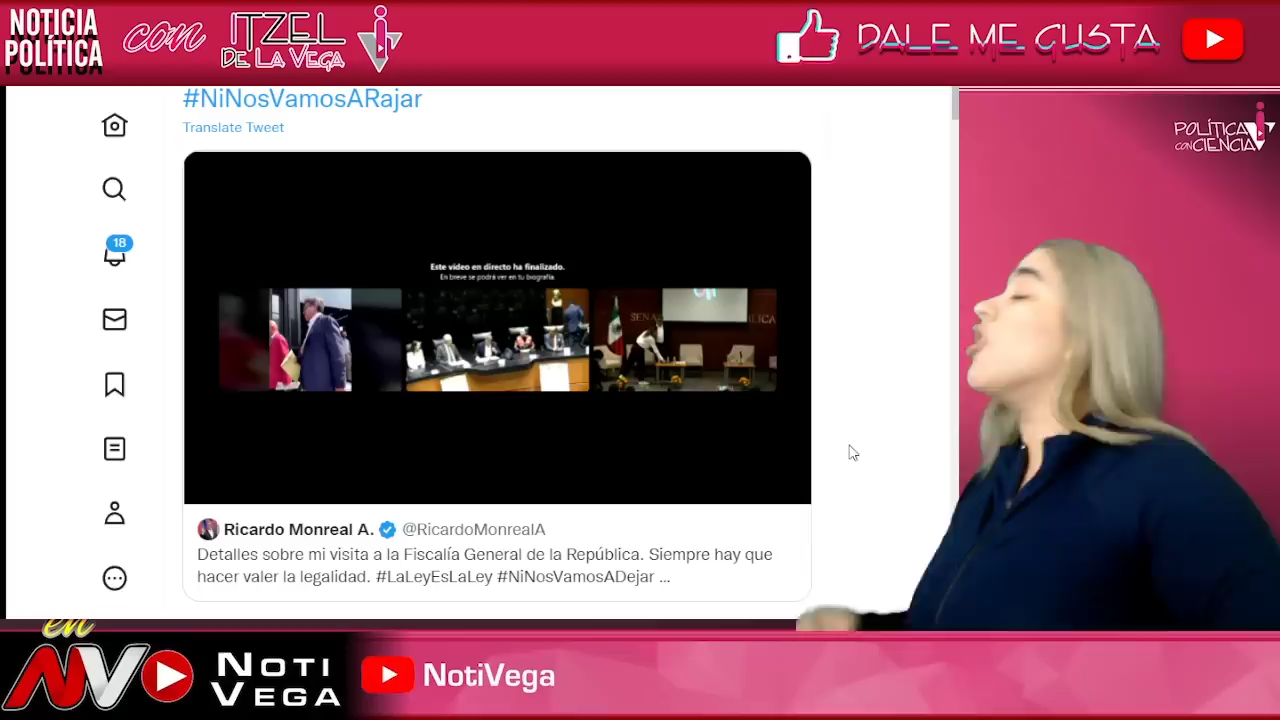 NOTICIA
POLÍTICA
con
ITZEL
DE LA VEGA
DALE ME GUSTA
#NiNosVamosARajar
Translate Tweet
POLÍTICA
CON CIENCIA
18
Este vídeo en directo ha finalizado.
En breve se podrá ver en tu biografía.
SENA
BLICA
Ricardo Monreal A. @RicardoMonrealA
Detalles sobre mi visita a la Fiscalía General de la República. Siempre hay que
hacer valer la legalidad. #LaLeyEsLaLey #NiNosVamosADejar ...
en
NV
NOTI
VEGA
NotiVega